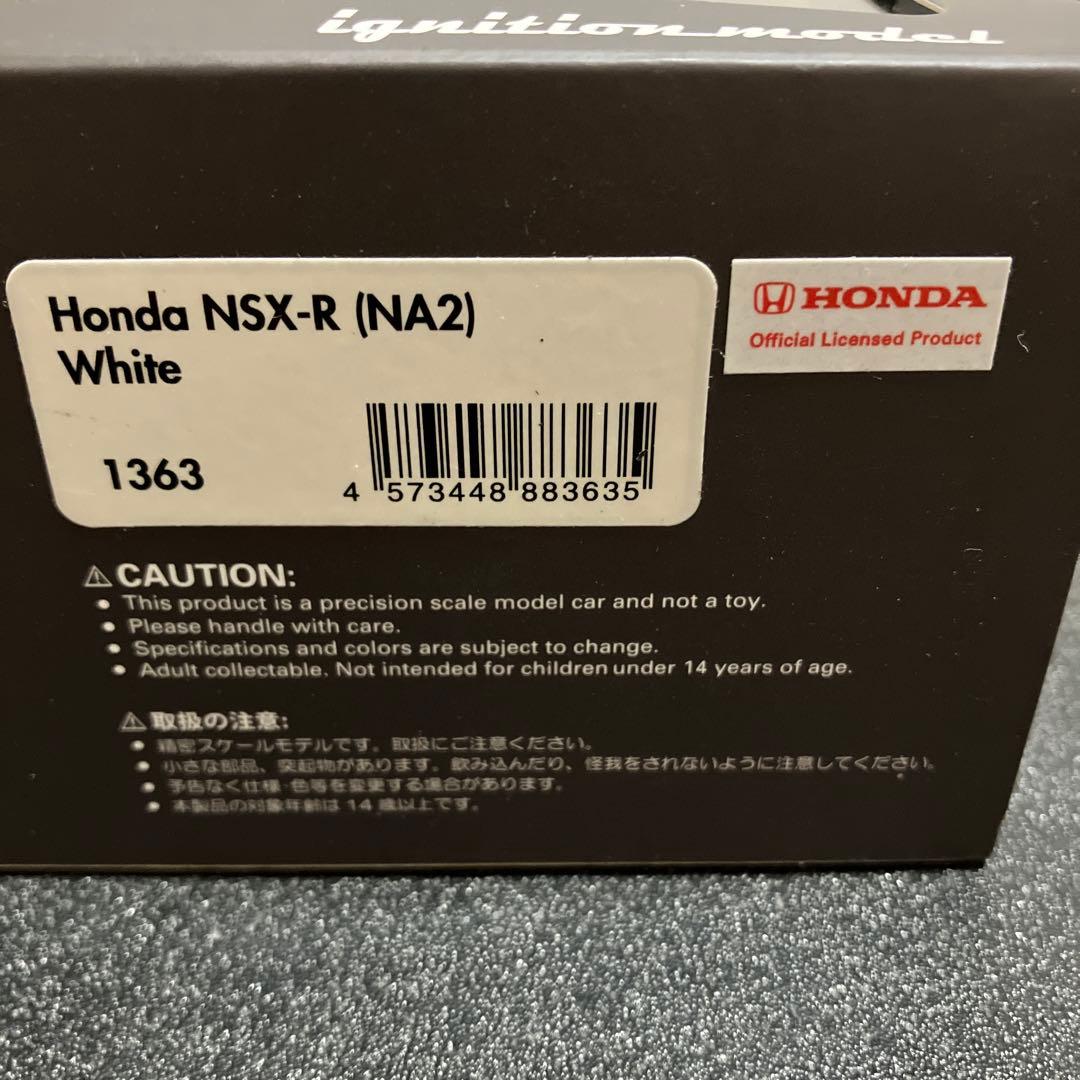 ignition model
Honda NSX-R (NA2)
White
1363
4 573448 883635
HONDA
Official Licensed Product
⚠CAUTION:
• This product is a precision scale model car and not a toy.
• Please handle with care.
• Specifications and colors are subject to change.
• Adult collectable. Not intended for children under 14 years of age.
⚠取扱の注意:
• 精密スケールモデルです。取扱にご注意ください。
• 小さな部品、突起物があります。飲み込んだり、怪我をされないように注意してください。
• 予告なく仕様·色等を変更する場合があります。
• 本製品の対象年齢は 14 歳以上です。